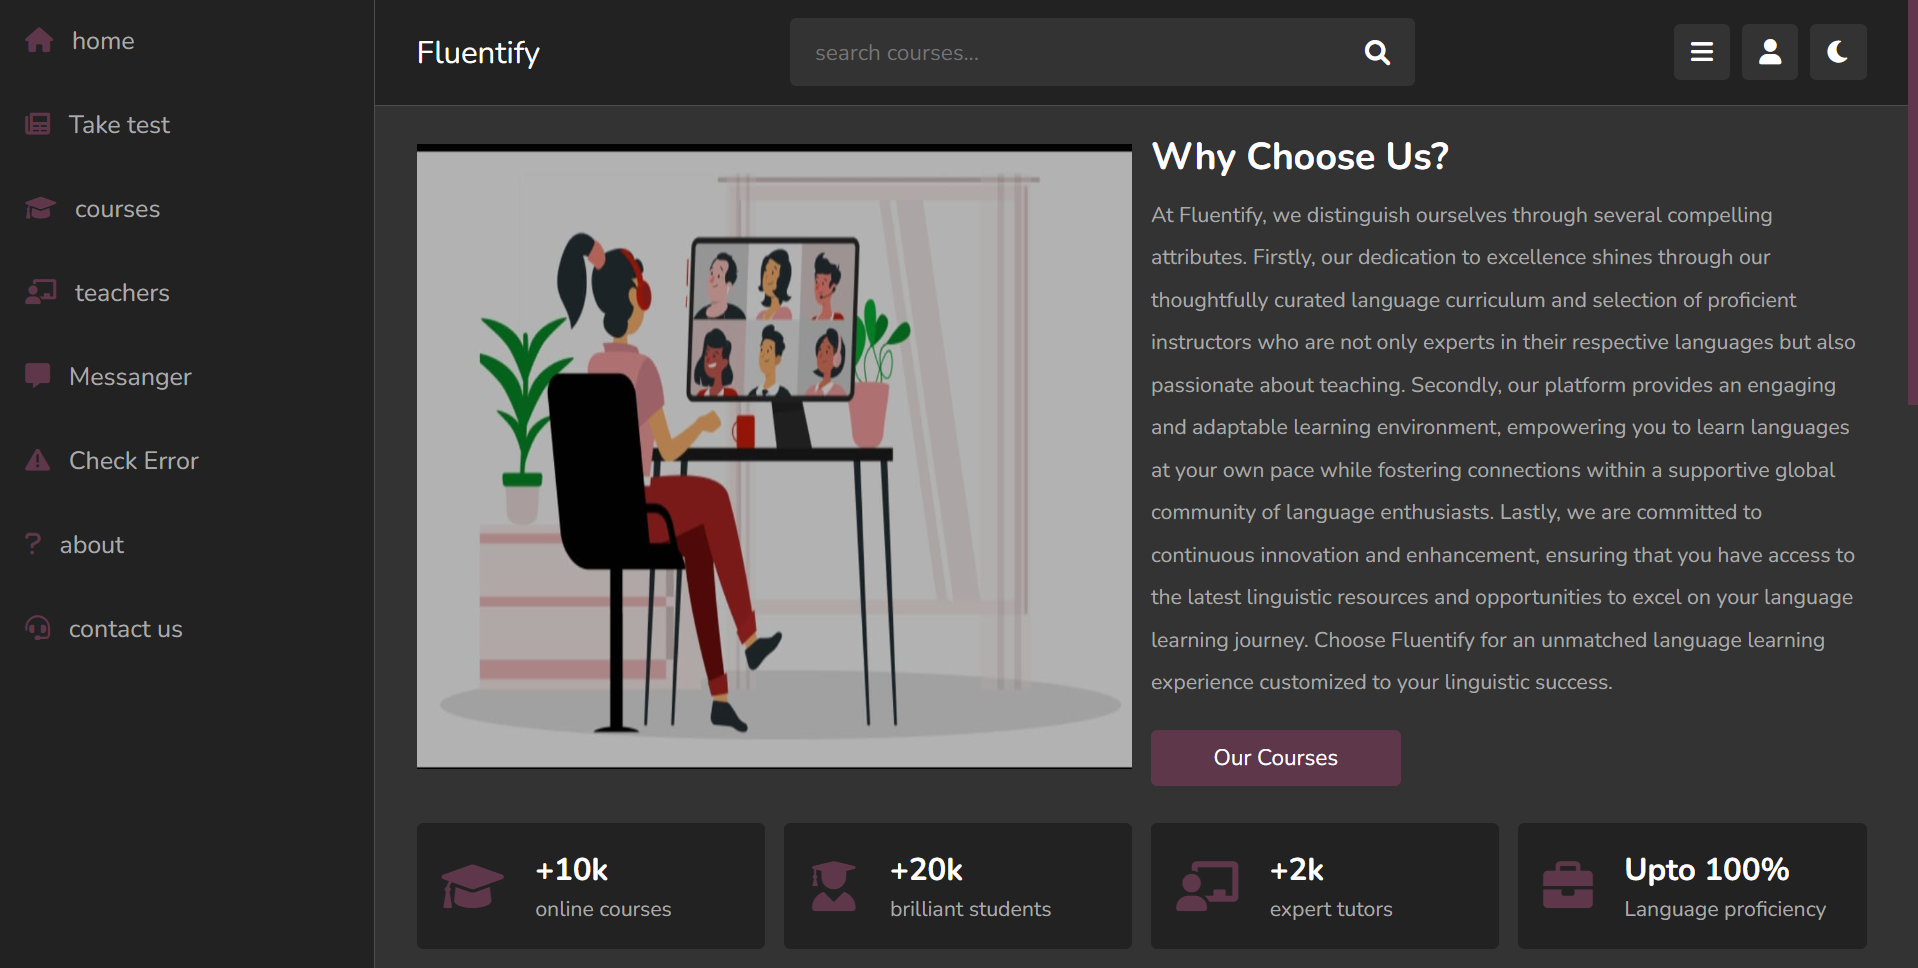 home
Take test
courses
teachers
Messanger
Check Error
about
contact us
Fluentify
search courses...
Why Choose Us?
At Fluentify, we distinguish ourselves through several compelling
attributes. Firstly, our dedication to excellence shines through our
thoughtfully curated language curriculum and selection of proficient
instructors who are not only experts in their respective languages but also
passionate about teaching. Secondly, our platform provides an engaging
and adaptable learning environment, empowering you to learn languages
at your own pace while fostering connections within a supportive global
community of language enthusiasts. Lastly, we are committed to
continuous innovation and enhancement, ensuring that you have access to
the latest linguistic resources and opportunities to excel on your language
learning journey. Choose Fluentify for an unmatched language learning
experience customized to your linguistic success.
Our Courses
+10k
online courses
+20k
brilliant students
+2k
expert tutors
Upto 100%
Language proficiency